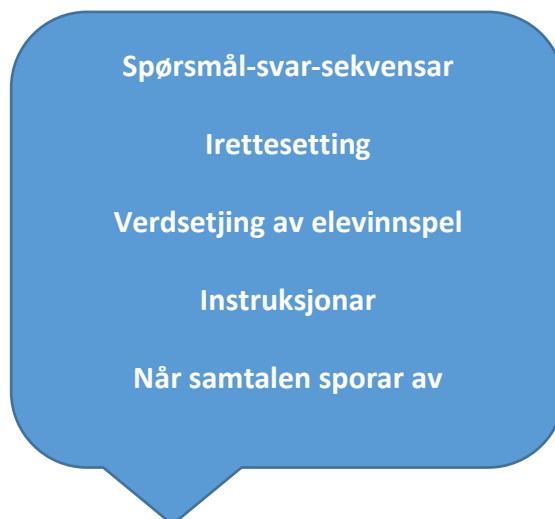 Spørsmål-svar-sekvensar
Irettesetting
Verdsetjing av elevinnspel
Instruksjonar
Når samtalen sporar av